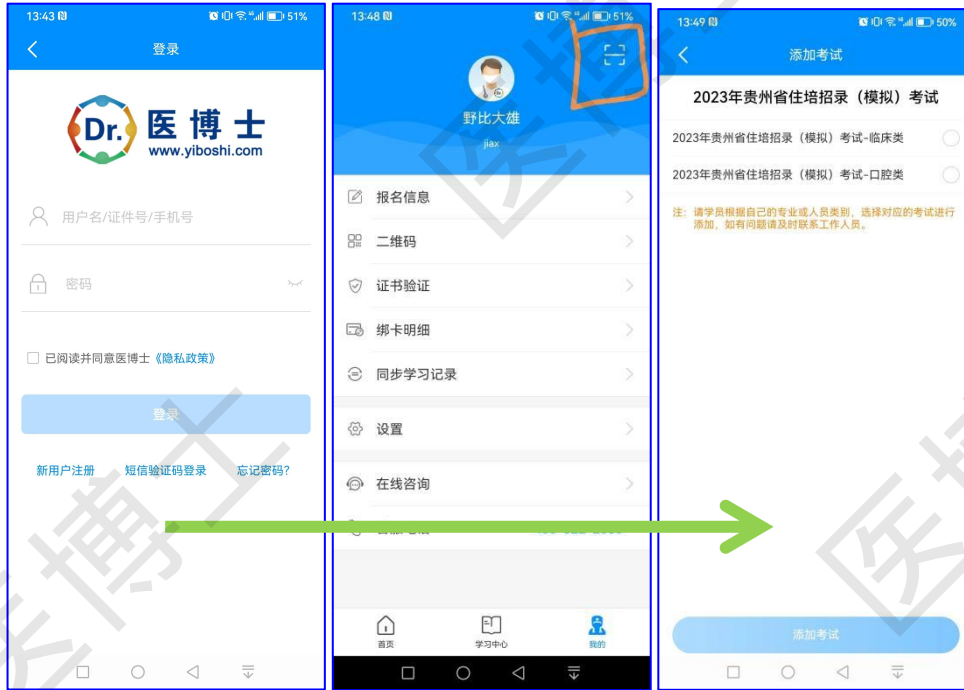 13:43
51%
登录
Dr.
医博士
www.yiboshi.com
用户名/证件号/手机号
密码
已阅读并同意医博士《隐私政策》
登录
新用户注册
短信验证码登录
忘记密码?
13:48
51%
野比大雄
jiax
报名信息
二维码
证书验证
绑卡明细
同步学习记录
设置
在线咨询
首页
学习中心
我的
13:49
50%
添加考试
2023年贵州省住培招录（模拟）考试
2023年贵州省住培招录（模拟）考试-临床类
2023年贵州省住培招录（模拟）考试-口腔类
注：请学员根据自己的专业或人员类别，选择对应的考试进行
添加，如有问题请及时联系工作人员。
添加考试
医博士